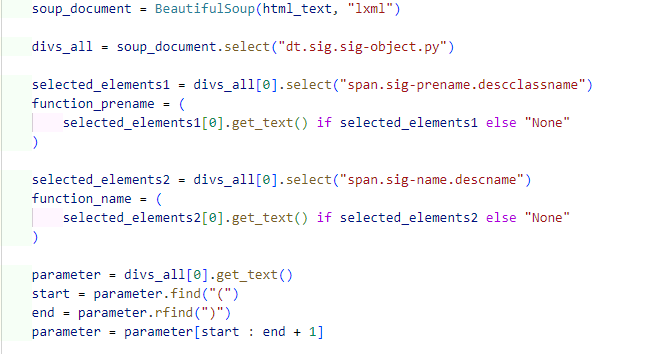 soup_document = BeautifulSoup(html_text, "lxml")
divs_all = soup_document.select("dt.sig.sig-object.py")
selected_elements1 = divs_all[0].select("span.sig-prename.descclassname")
function_prename = (
    selected_elements1[0].get_text() if selected_elements1 else "None"
)
selected_elements2 = divs_all[0].select("span.sig-name.descname")
function_name = (
    selected_elements2[0].get_text() if selected_elements2 else "None"
)
parameter = divs_all[0].get_text()
start = parameter.find("(")
end = parameter.rfind(")")
parameter = parameter[start : end + 1]